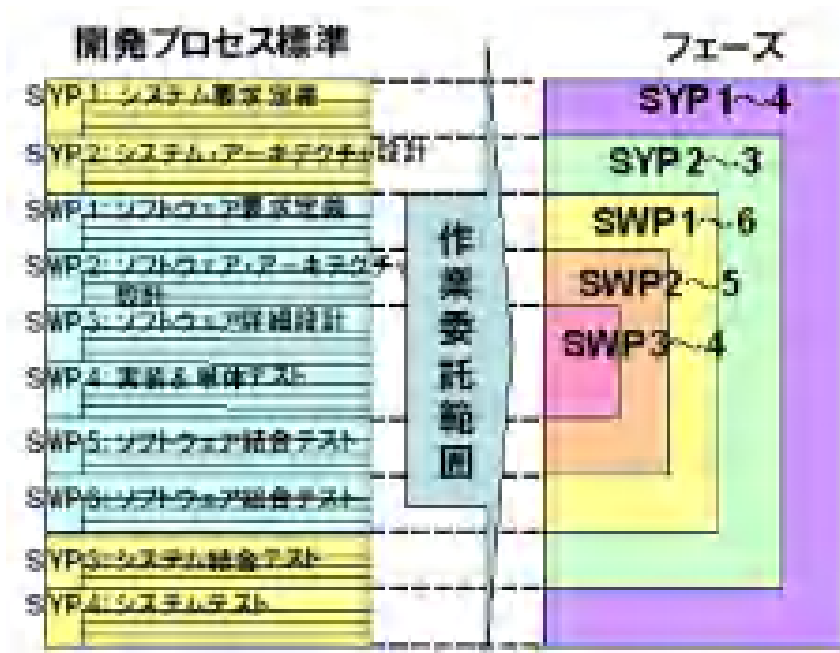 開発プロセス標準
フェーズ
SYP1:システム要求定義
SYP2:システム・アーキテクチャ設計
SWP1:ソフトウェア要求定義
SWP2:ソフトウェア・アーキテクチャ
設計
SWP3:ソフトウェア詳細設計
SWP4:実装&単体テスト
SWP5:ソフトウェア結合テスト
SWP6:ソフトウェア総合テスト
SYP3:システム結合テスト
SYP4:システムテスト
作業委託範囲
SYP1～4
SYP2～3
SWP1～6
SWP2～5
SWP3～4